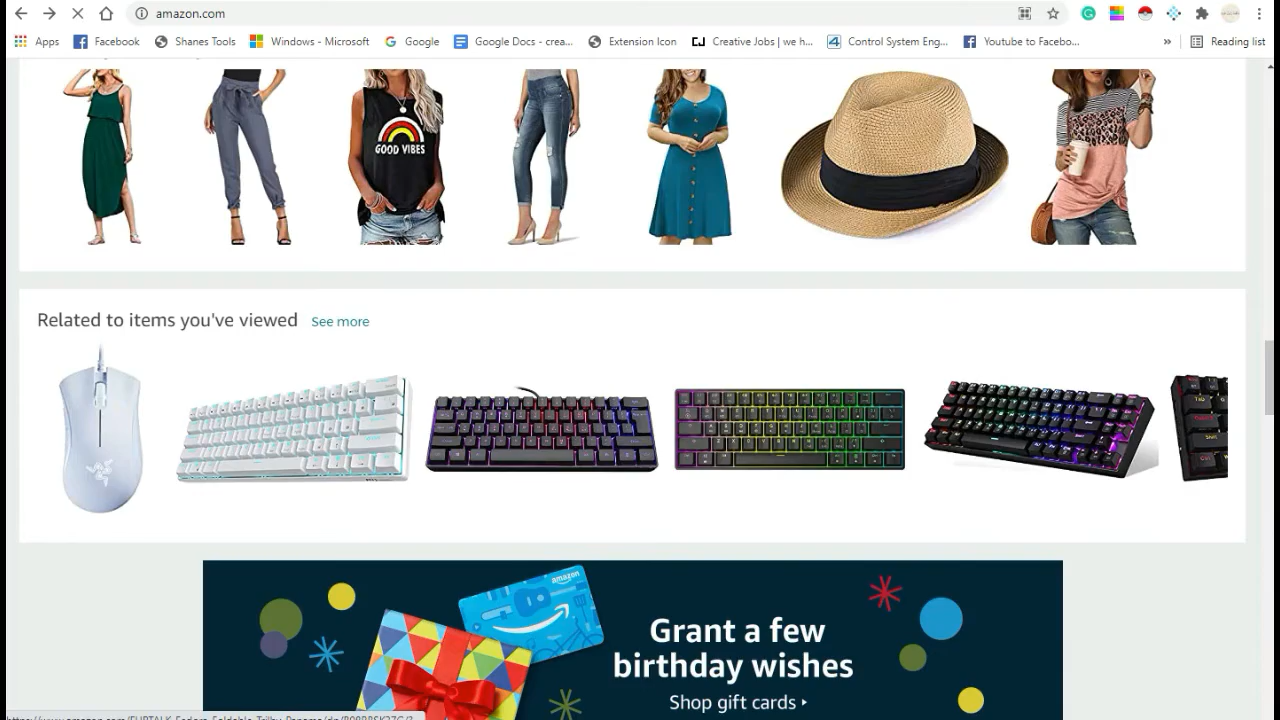 amazon.com
Apps Facebook Shanes Tools Windows - Microsoft Google Google Docs - crea... Extension Icon Creative Jobs | we h... Control System Eng... Youtube to Facebo... » Reading list
GOOD VIBES
Related to items you've viewed See more
amazon
Grant a few
birthday wishes
Shop gift cards